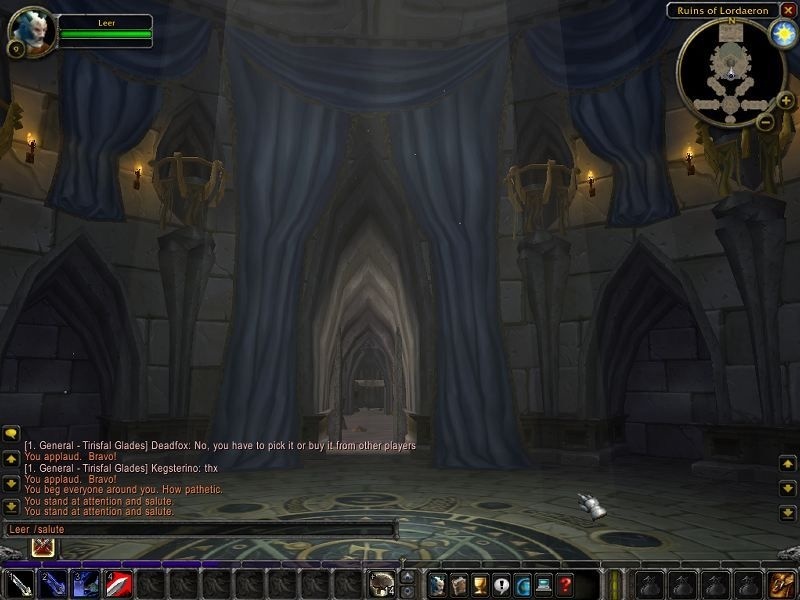 Leer
Ruins of Lordaeron
N
9
[1. General - Tirisfal Glades] Deadfox: No, you have to pick it or buy it from other players
You applaud. Bravo!
[1. General - Tirisfal Glades] Kegsterino: thx
You applaud. Bravo!
You beg everyone around you. How pathetic.
You stand at attention and salute.
You stand at attention and salute.
Leer /salute
1 2 3 4